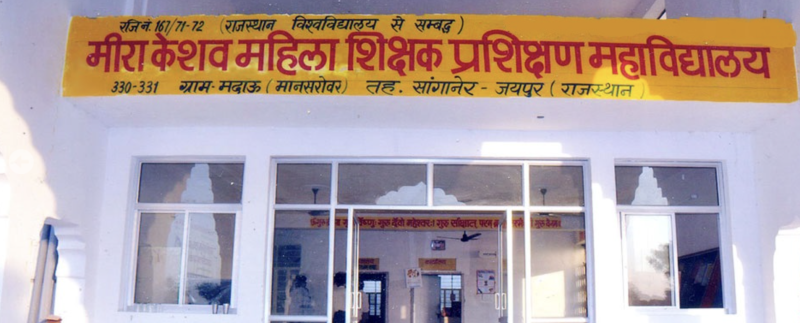 रजि नं. 167/71-72 (राजस्थान विश्वविद्यालय से सम्बद्ध)
मीरा केशव महिला शिक्षक प्रशिक्षण महाविद्यालय
330-331 ग्राम-मदाऊ (मानसरोवर) तह. सांगानेर - जयपुर (राजस्थान)